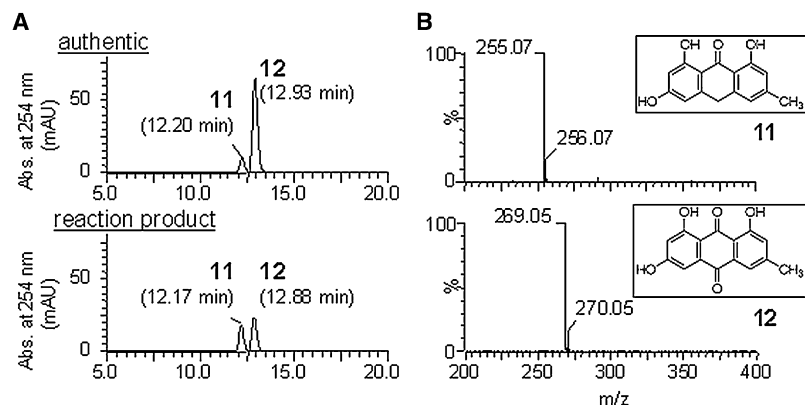 A
authentic
Abs. at 254 nm
(mAU)
50
0
11
(12.20 min)
12
(12.93 min)
5.0
10.0
15.0
20.0
reaction product
Abs. at 254 nm
(mAU)
50
0
11
(12.17 min)
12
(12.88 min)
5.0
10.0
15.0
20.0
B
100
%
0
255.07
256.07
OH
O
OH
HO
CH3
11
100
%
0
269.05
270.05
OH
O
OH
HO
O
CH3
12
200
250
300
350
400
m/z